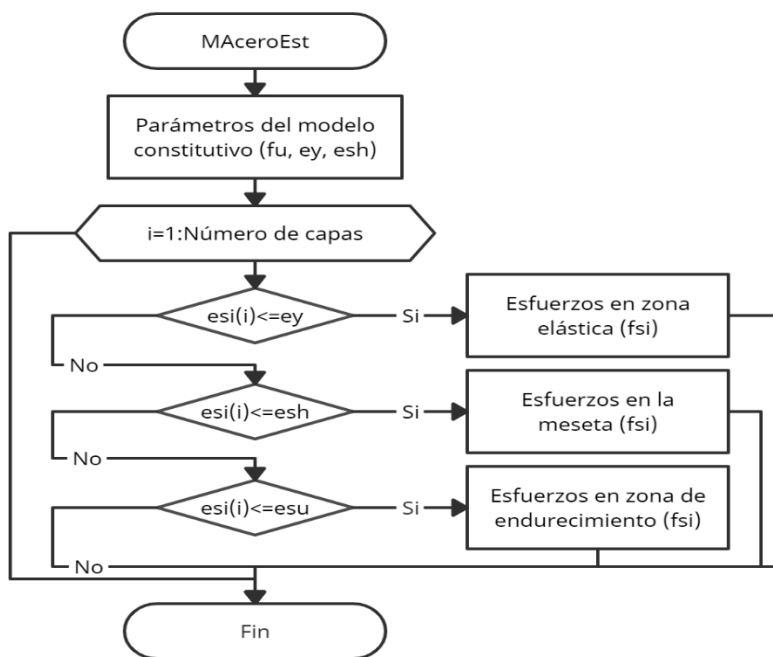 MAceroEst
Parámetros del modelo
constitutivo (fu, ey, esh)
i=1:Número de capas
esi(i)<=ey
Si
Esfuerzos en zona
elástica (fsi)
No
esi(i)<=esh
Si
Esfuerzos en la
meseta (fsi)
No
esi(i)<=esu
Si
Esfuerzos en zona de
endurecimiento (fsi)
No
Fin